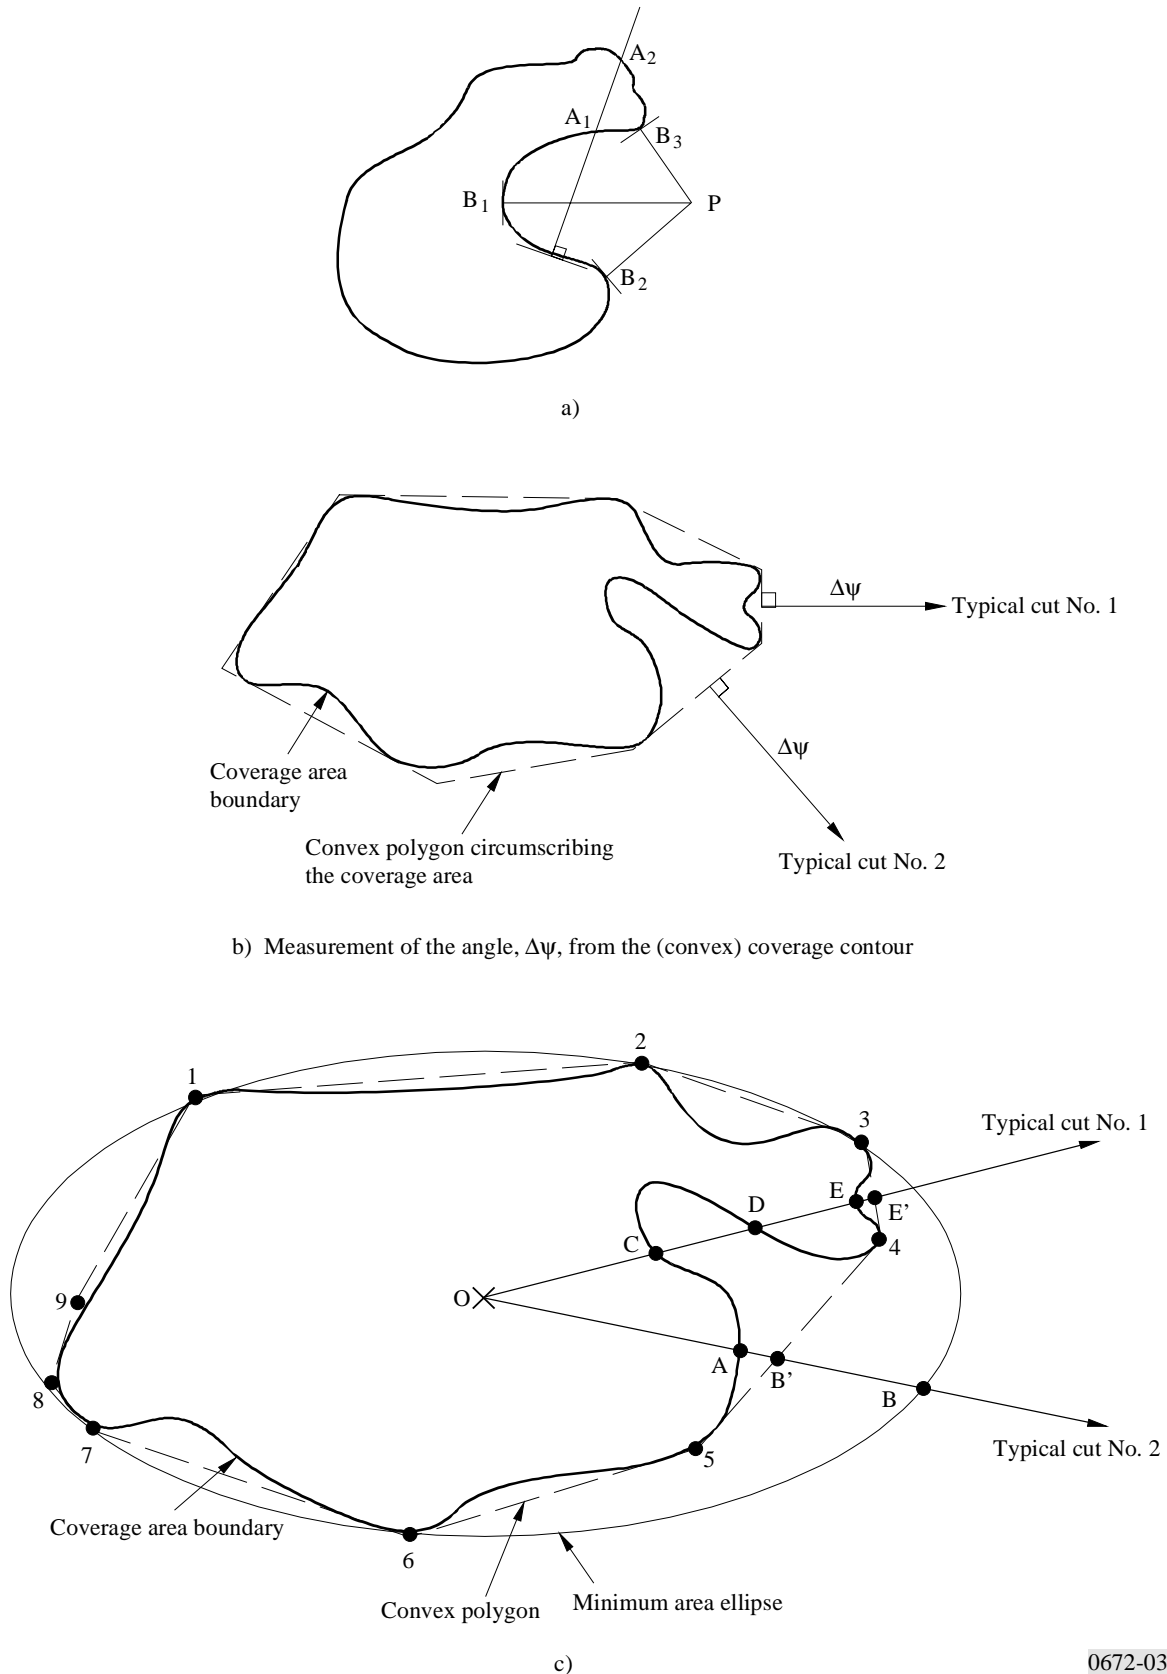 A2
A1
B3
B1
P
B2
a)
Δψ
Typical cut No. 1
Δψ
Coverage area
boundary
Typical cut No. 2
Convex polygon circumscribing
the coverage area
b) Measurement of the angle, Δψ, from the (convex) coverage contour
2
1
3
Typical cut No. 1
E
E’
D
4
C
9
O
A
B’
B
8
7
5
Typical cut No. 2
Coverage area boundary
6
Minimum area ellipse
Convex polygon
c)
0672-03